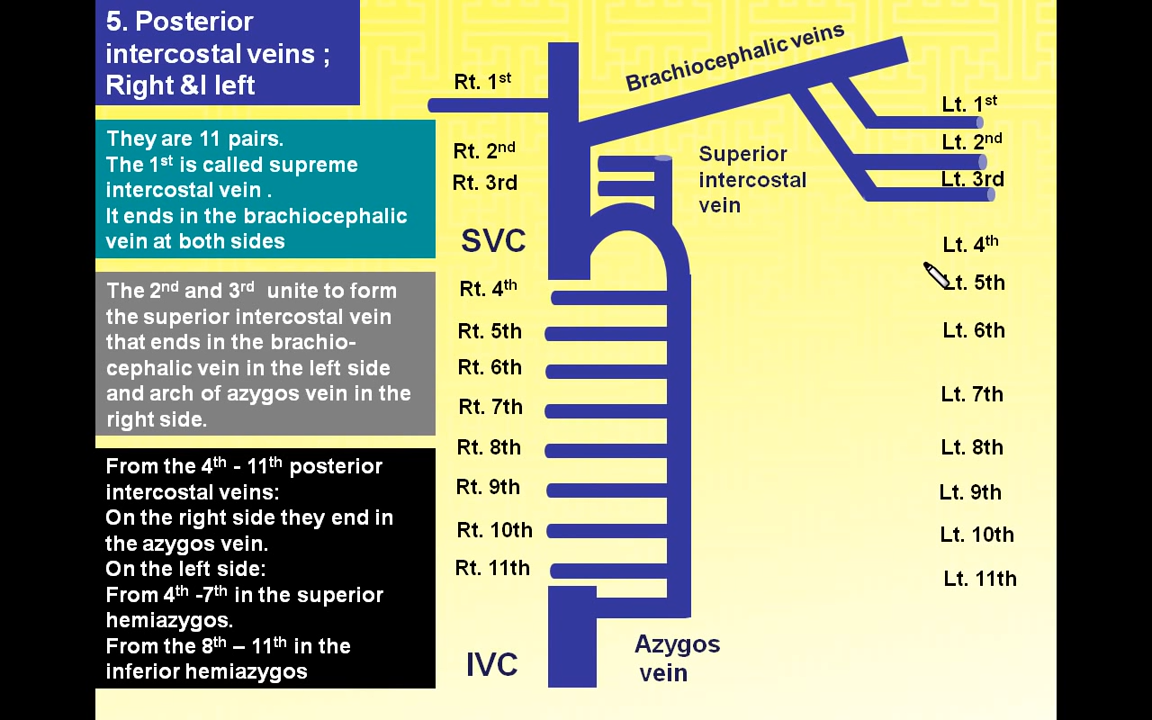 5. Posterior
intercostal veins ;
Right &l left
They are 11 pairs.
The 1st is called supreme
intercostal vein .
It ends in the brachiocephalic
vein at both sides
The 2nd and 3rd unite to form
the superior intercostal vein
that ends in the brachio-
cephalic vein in the left side
and arch of azygos vein in the
right side.
From the 4th - 11th posterior
intercostal veins:
On the right side they end in
the azygos vein.
On the left side:
From 4th -7th in the superior
hemiazygos.
From the 8th – 11th in the
inferior hemiazygos
Rt. 1st
Rt. 2nd
Rt. 3rd
SVC
Rt. 4th
Rt. 5th
Rt. 6th
Rt. 7th
Rt. 8th
Rt. 9th
Rt. 10th
Rt. 11th
IVC
Brachiocephalic veins
Superior
intercostal
vein
Azygos
vein
Lt. 1st
Lt. 2nd
Lt. 3rd
Lt. 4th
Lt. 5th
Lt. 6th
Lt. 7th
Lt. 8th
Lt. 9th
Lt. 10th
Lt. 11th